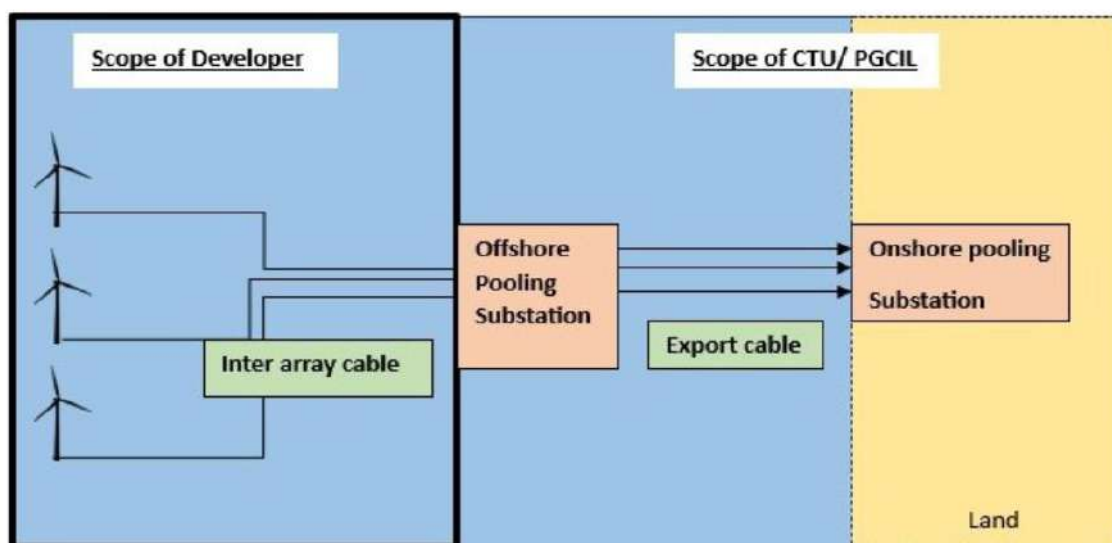 Scope of Developer
Scope of CTU/ PGCIL
Offshore
Pooling
Substation
Onshore pooling
Substation
Inter array cable
Export cable
Land